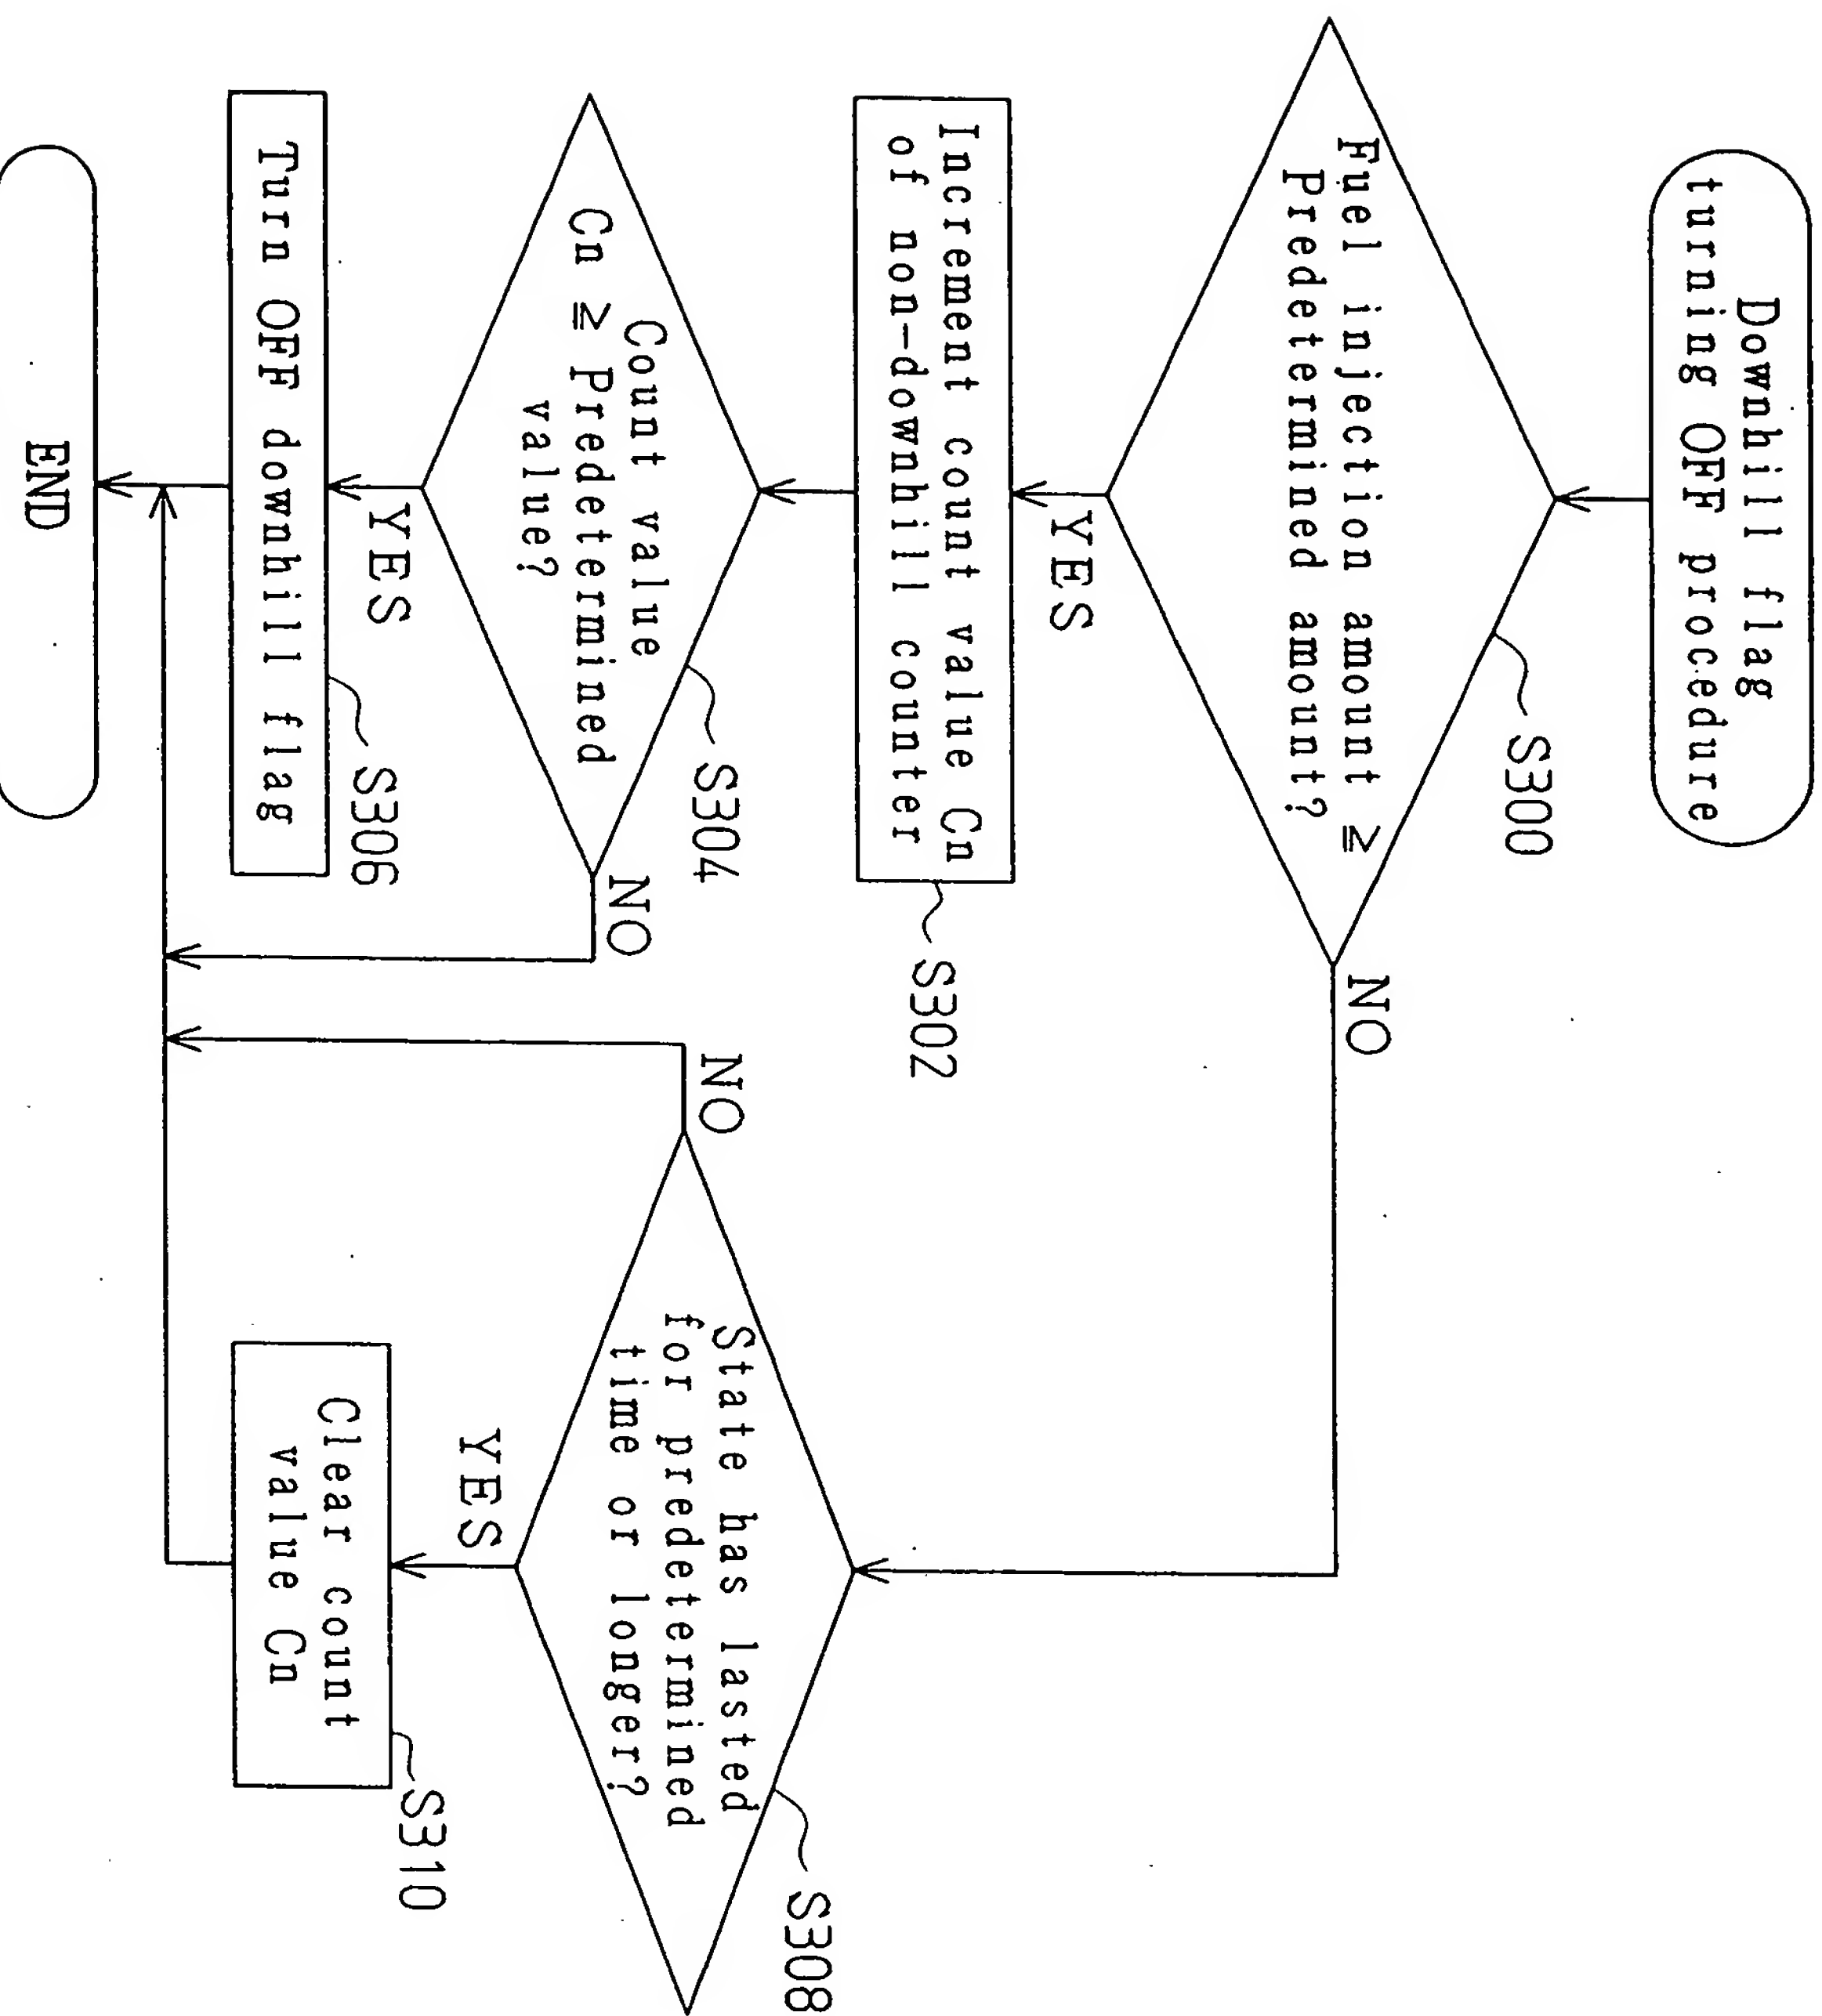 Downhill flag
turning OFF procedure
Fuel injection amount ≧
Predetermined amount?
S300
NO
YES
Increment count value Cn
of non-downhill counter
S302
Count value
Cn ≧ Predetermined
value?
S304
NO
YES
Turn OFF downhill flag
S306
State has lasted
for predetermined
time or longer?
S308
NO
YES
Clear count
value Cn
S310
END